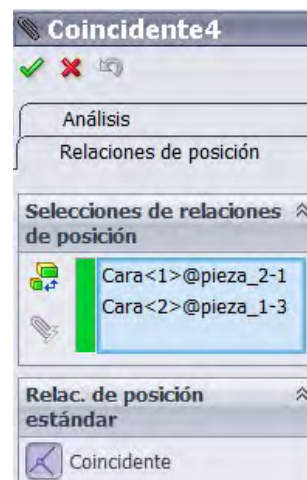 Coincidente4
Análisis
Relaciones de posición
Selecciones de relaciones
de posición
Cara<1>@pieza_2-1
Cara<2>@pieza_1-3
Relac. de posición
estándar
Coincidente